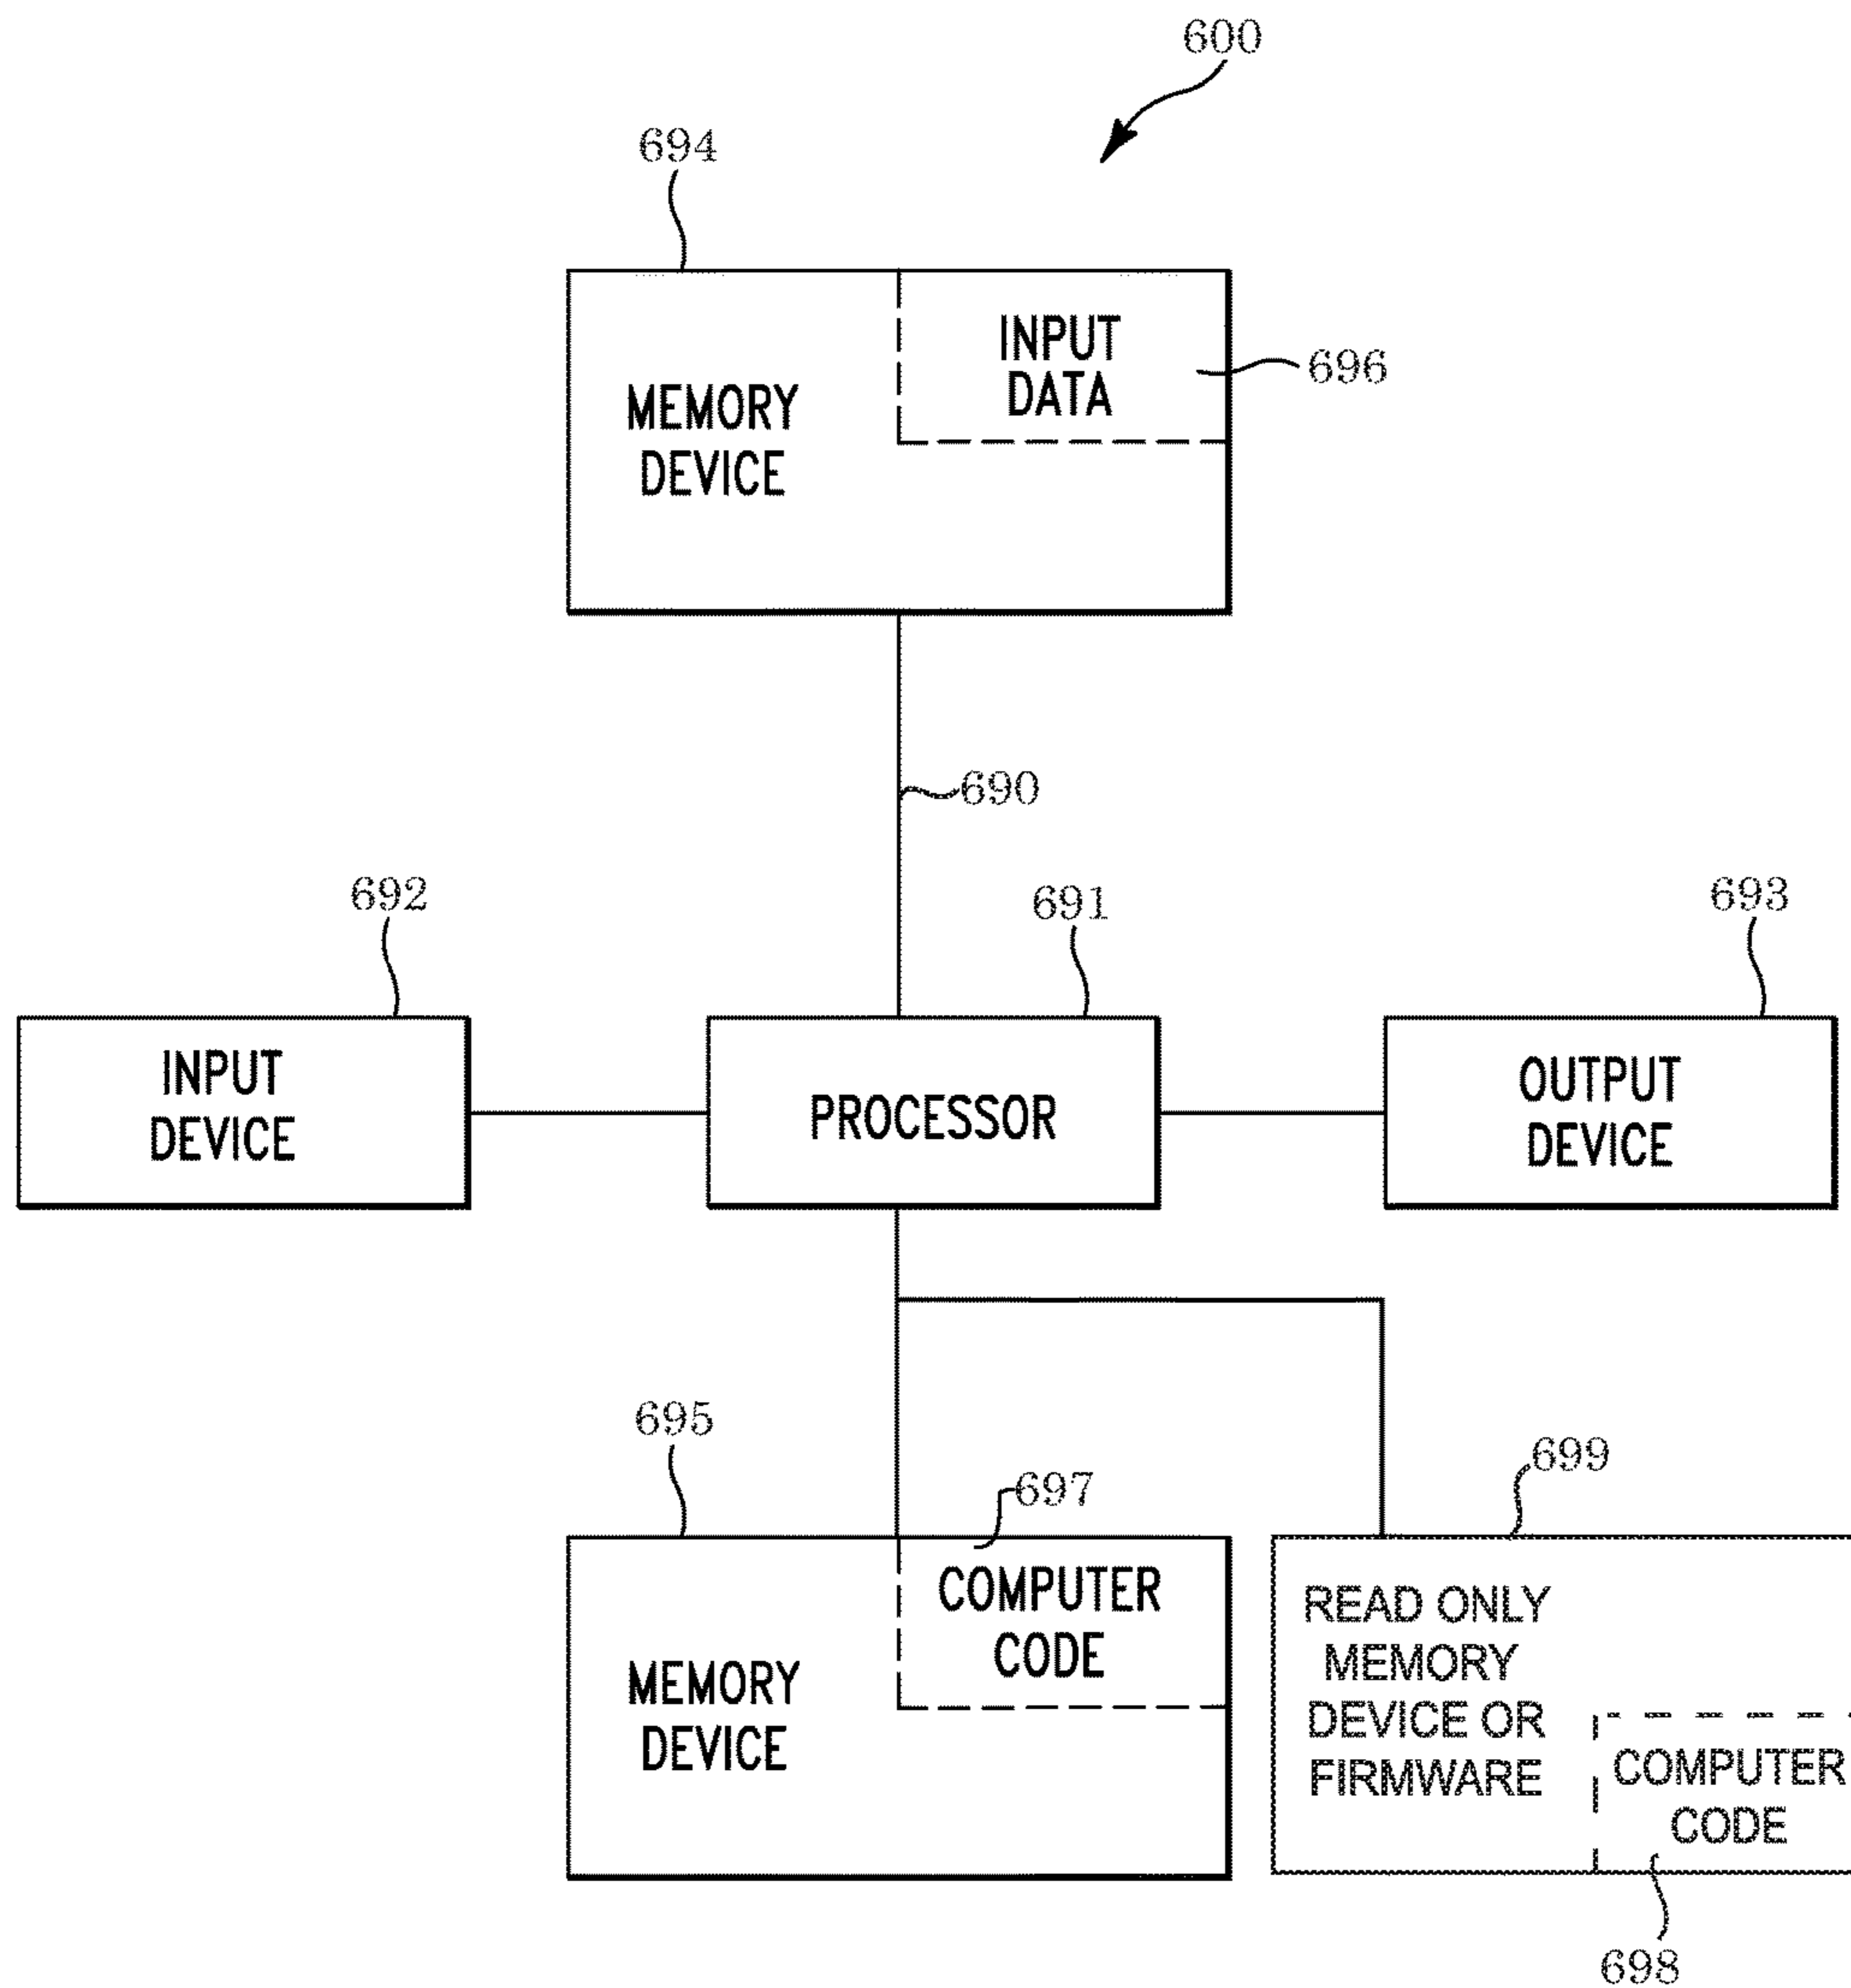 600
694
INPUT
DATA
696
MEMORY
DEVICE
690
692
691
693
INPUT
DEVICE
PROCESSOR
OUTPUT
DEVICE
695
697
699
COMPUTER
CODE
MEMORY
DEVICE
READ ONLY
MEMORY
DEVICE OR
FIRMWARE
COMPUTER
CODE
698